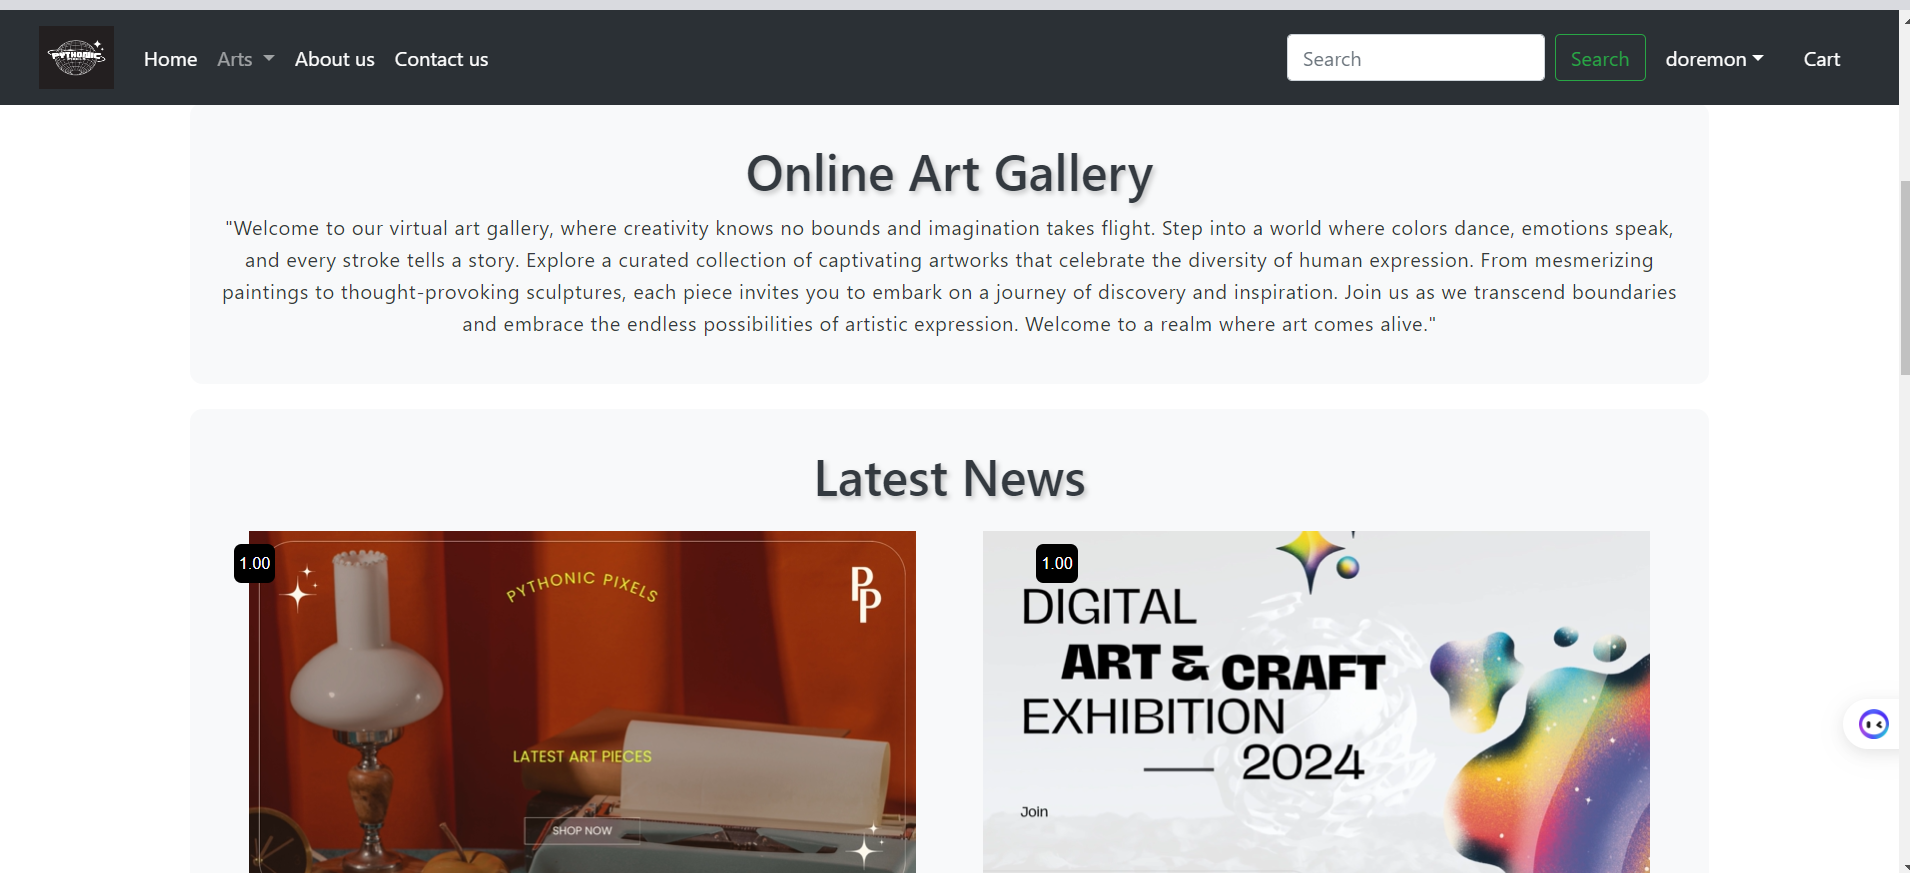 PYTHONIC
Home
Arts
About us
Contact us
Search
Search
doremon
Cart
Online Art Gallery
"Welcome to our virtual art gallery, where creativity knows no bounds and imagination takes flight. Step into a world where colors dance, emotions speak,
and every stroke tells a story. Explore a curated collection of captivating artworks that celebrate the diversity of human expression. From mesmerizing
paintings to thought-provoking sculptures, each piece invites you to embark on a journey of discovery and inspiration. Join us as we transcend boundaries
and embrace the endless possibilities of artistic expression. Welcome to a realm where art comes alive."
Latest News
1.00
PYTHONIC PIXELS
PP
LATEST ART PIECES
SHOP NOW
1.00
DIGITAL
ART & CRAFT
EXHIBITION
2024
Join